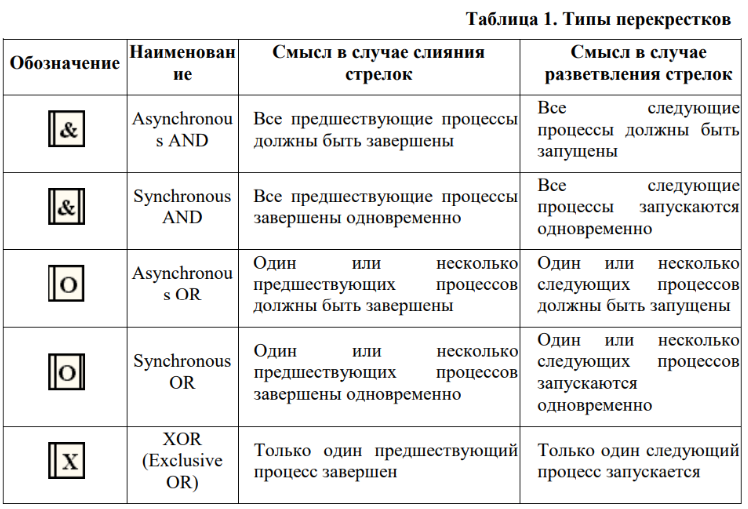 Таблица 1. Типы перекрестков
Обозначение
Наименован
ие
Смысл в случае слияния
стрелок
Смысл в случае
разветвления стрелок
&
Asynchronou
s AND
Все предшествующие процессы
должны быть завершены
Все следующие
процессы должны быть
запущены
&
Synchronous
AND
Все предшествующие процессы
завершены одновременно
Все следующие
процессы запускаются
одновременно
O
Asynchronou
s OR
Один или несколько
предшествующих процессов
должны быть завершены
Один или несколько
следующих процессов
должны быть запущены
O
Synchronous
OR
Один или несколько
предшествующих процессов
завершены одновременно
Один или несколько
следующих процессов
запускаются
одновременно
X
XOR
(Exclusive
OR)
Только один предшествующий
процесс завершен
Только один следующий
процесс запускается